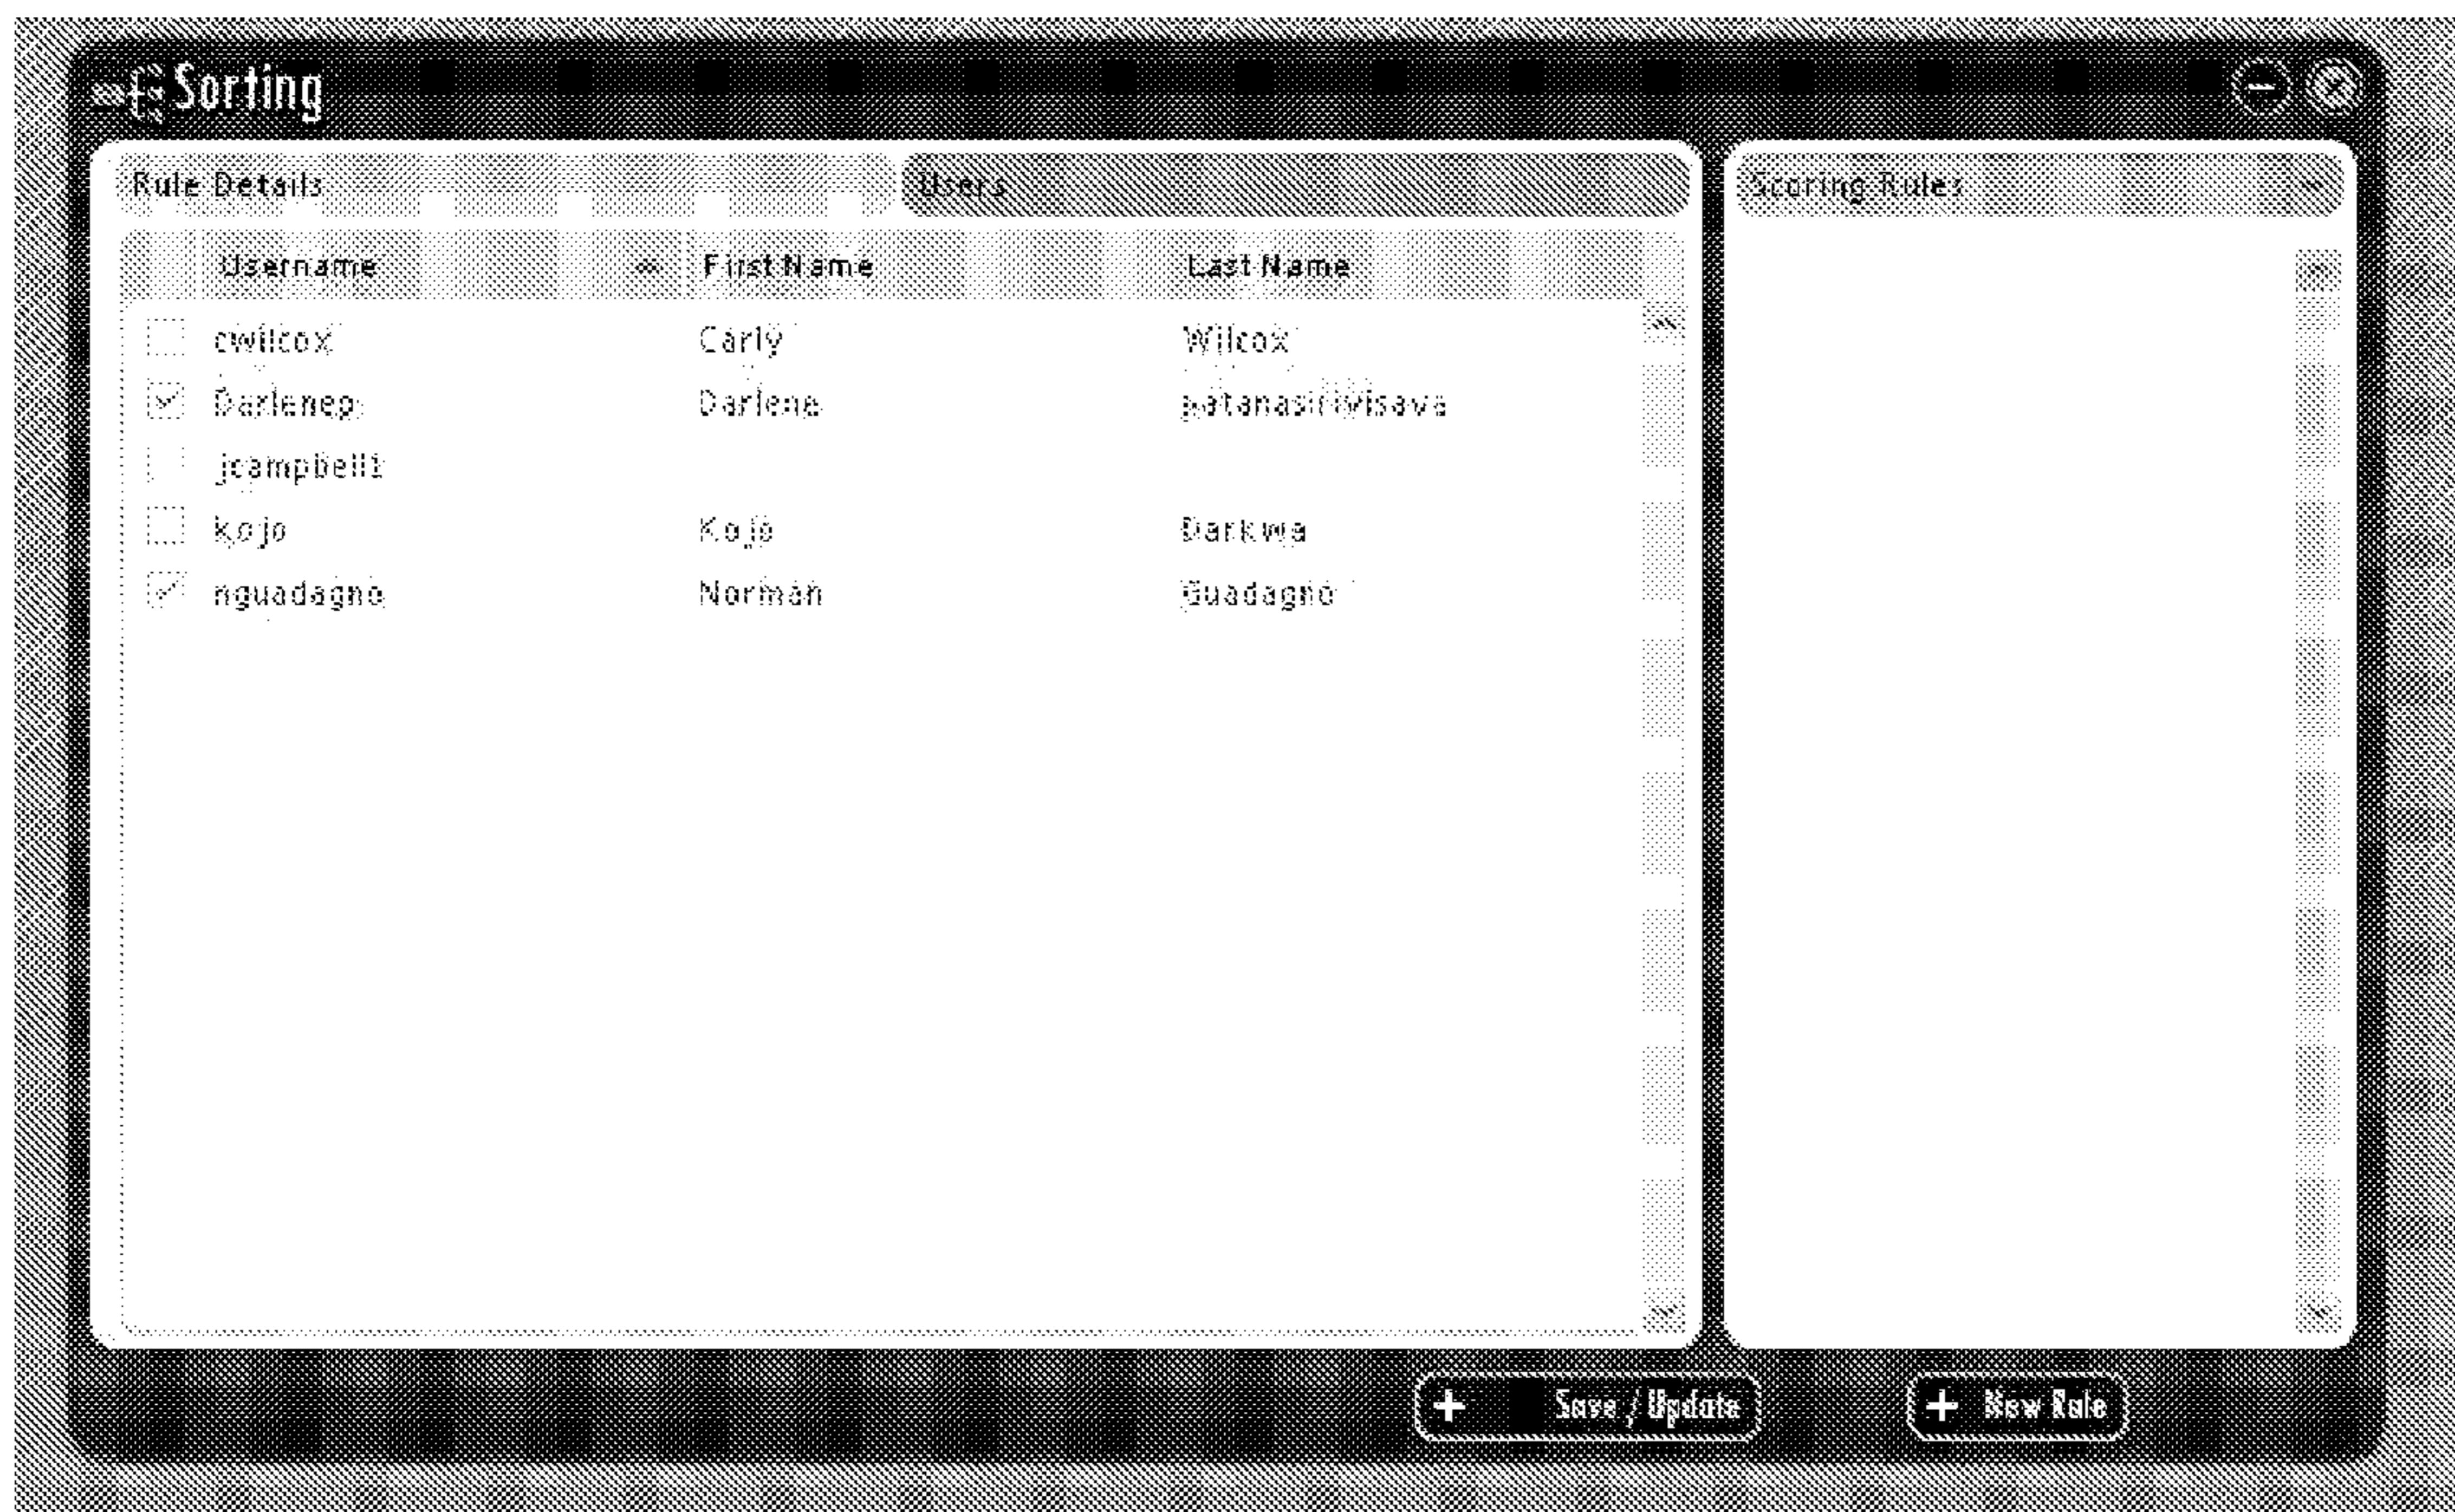 Sorting
Rule Details Users Scoring Rules
Username First Name Last Name
cwilcox Carly Wilcox
Darlenep Darlene
jcampbell1
kojo Kojo Darkwa
nguadagno Norman Guadagno
+ Save / Update + New Rule